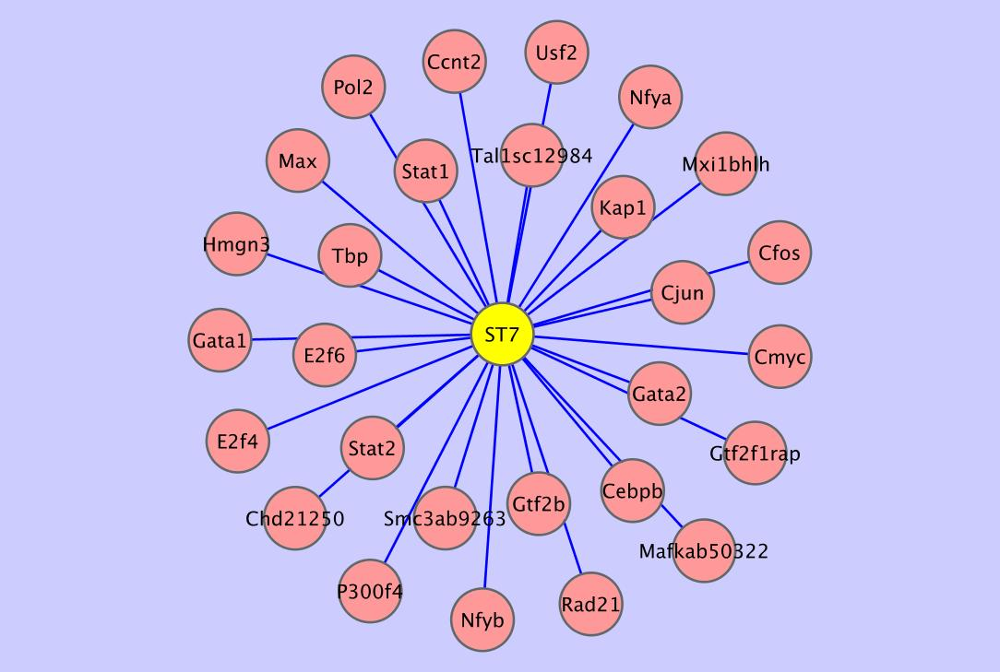 Usf2
Ccnt2
Pol2
Nfya
Tal1sc12984
Max
Stat1
Mxi1bhlh
Kap1
Hmgn3
Tbp
Cfos
Cjun
ST7
Gata1
E2f6
Cmyc
Gata2
E2f4
Stat2
Gtf2f1rap
Cebpb
Gtf2b
Chd21250
Smc3ab9263
Mafkab50322
P300f4
Rad21
Nfyb